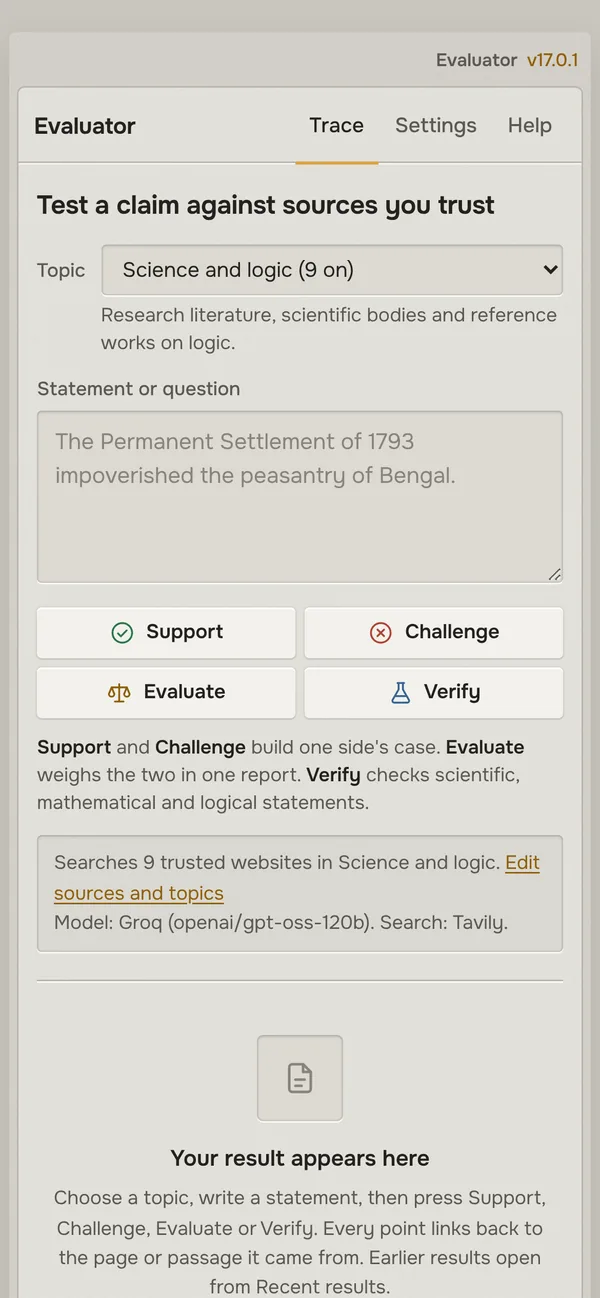 Evaluator v17.0.1
Evaluator Trace Settings Help
Test a claim against sources you trust
Topic Science and logic (9 on)
Research literature, scientific bodies and reference
works on logic.
Statement or question
The Permanent Settlement of 1793
impoverished the peasantry of Bengal.
Support Challenge
Evaluate Verify
Support and Challenge build one side's case. Evaluate
weighs the two in one report. Verify checks scientific,
mathematical and logical statements.
Searches 9 trusted websites in Science and logic. Edit
sources and topics
Model: Groq (openai/gpt-oss-120b). Search: Tavily.
Your result appears here
Choose a topic, write a statement, then press Support,
Challenge, Evaluate or Verify. Every point links back to
the page or passage it came from. Earlier results open
from Recent results.